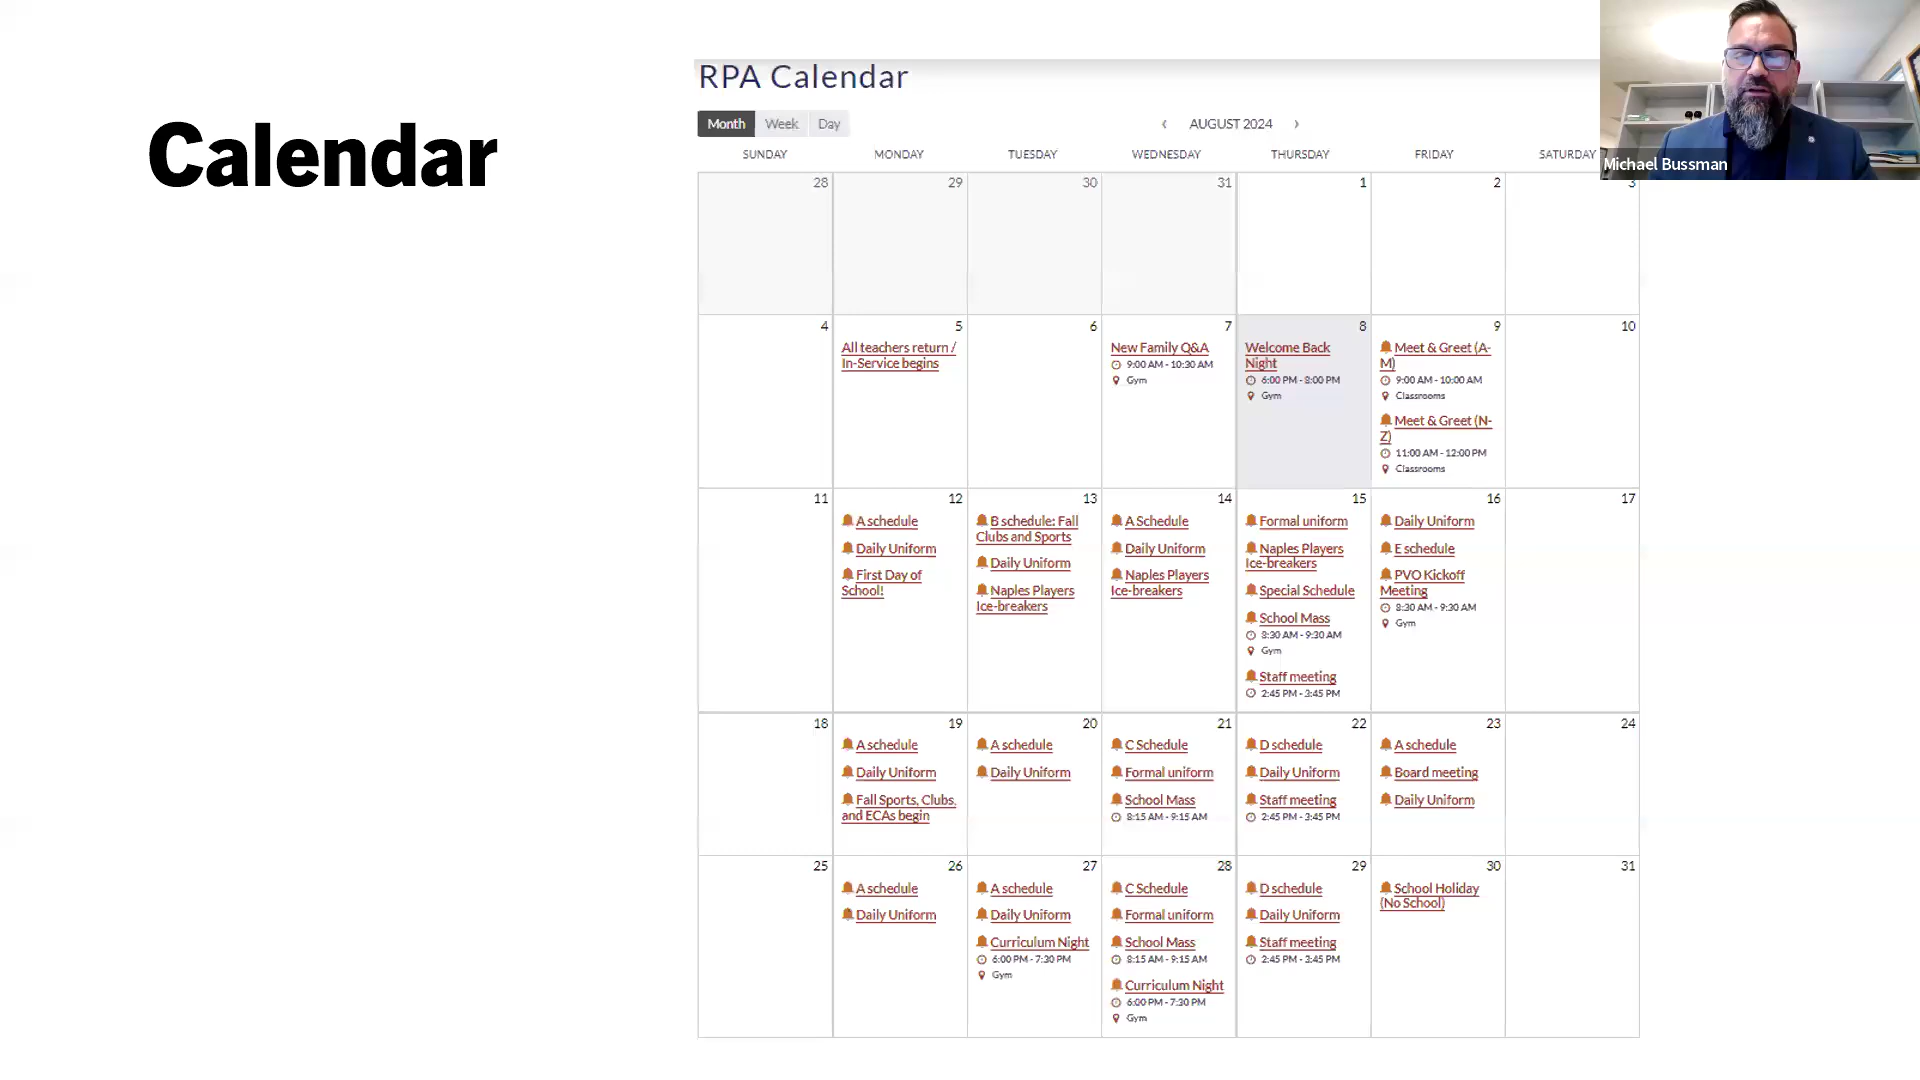 Calendar
RPA Calendar
Month Week Day
‹ AUGUST 2024 ›
SUNDAY MONDAY TUESDAY WEDNESDAY THURSDAY FRIDAY SATURDAY
Michael Bussman
28 29 30 31 1 2 3
4
5
All teachers return /
In-Service begins
6
7
New Family Q&A
9:00 AM - 10:30 AM
Gym
8
Welcome Back
Night
6:00 PM - 8:00 PM
Gym
9
Meet & Greet (A-
M)
9:00 AM - 10:00 AM
Classrooms
Meet & Greet (N-
Z)
11:00 AM - 12:00 PM
Classrooms
10
11
12
A schedule
Daily Uniform
First Day of
School!
13
B schedule: Fall
Clubs and Sports
Daily Uniform
Naples Players
Ice-breakers
14
A Schedule
Daily Uniform
Naples Players
Ice-breakers
15
Formal uniform
Naples Players
Ice-breakers
Special Schedule
School Mass
8:30 AM - 9:30 AM
Gym
Staff meeting
2:45 PM - 3:45 PM
16
Daily Uniform
E schedule
PVO Kickoff
Meeting
8:30 AM - 9:30 AM
Gym
17
18
19
A schedule
Daily Uniform
Fall Sports, Clubs,
and ECAs begin
20
A schedule
Daily Uniform
21
C Schedule
Formal uniform
School Mass
8:15 AM - 9:15 AM
22
D schedule
Daily Uniform
Staff meeting
2:45 PM - 3:45 PM
23
A schedule
Board meeting
Daily Uniform
24
25
26
A schedule
Daily Uniform
27
A schedule
Daily Uniform
Curriculum Night
6:00 PM - 7:30 PM
Gym
28
C Schedule
Formal uniform
School Mass
8:15 AM - 9:15 AM
Curriculum Night
6:00 PM - 7:30 PM
Gym
29
D schedule
Daily Uniform
Staff meeting
2:45 PM - 3:45 PM
30
School Holiday
(No School)
31